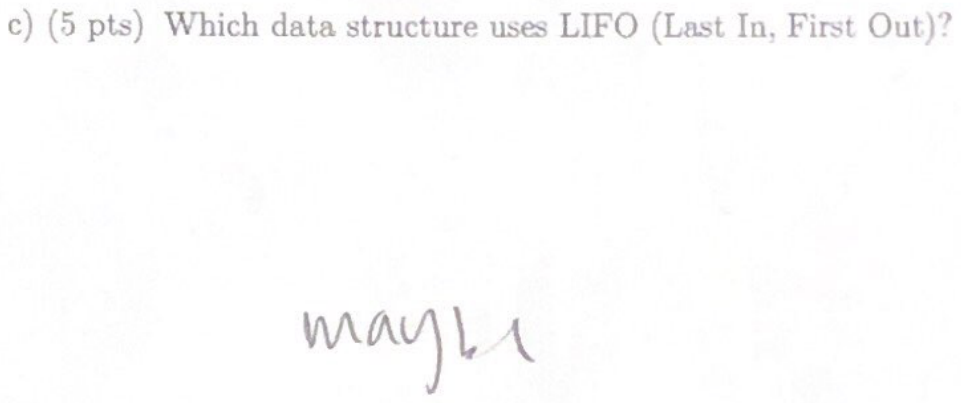 c) (5 pts) Which data structure uses LIFO (Last In, First Out)?
maybe